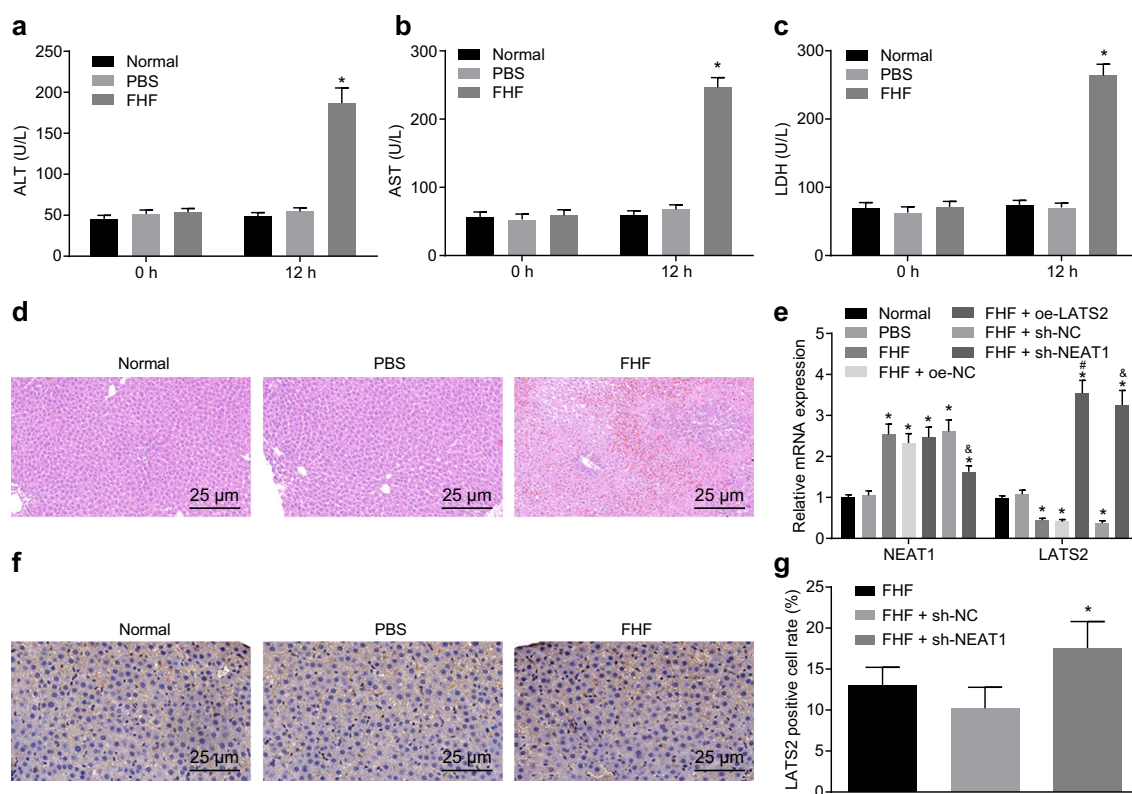 a
ALT (U/L)
250
200
150
100
50
0
Normal
PBS
FHF
*
0 h
12 h
b
AST (U/L)
300
200
100
0
Normal
PBS
FHF
*
0 h
12 h
c
LDH (U/L)
300
200
100
0
Normal
PBS
FHF
*
0 h
12 h
d
Normal
PBS
FHF
25 µm
25 µm
25 µm
e
Relative mRNA expression
5
4
3
2
1
0
Normal
PBS
FHF
FHF + oe-NC
FHF + oe-LATS2
FHF + sh-NC
FHF + sh-NEAT1
*
*
*
*
&
*
*
*
#
*
*
&
*
NEAT1
LATS2
f
Normal
PBS
FHF
25 µm
25 µm
25 µm
g
LATS2 positive cell rate (%)
25
20
15
10
5
0
FHF
FHF + sh-NC
FHF + sh-NEAT1
*